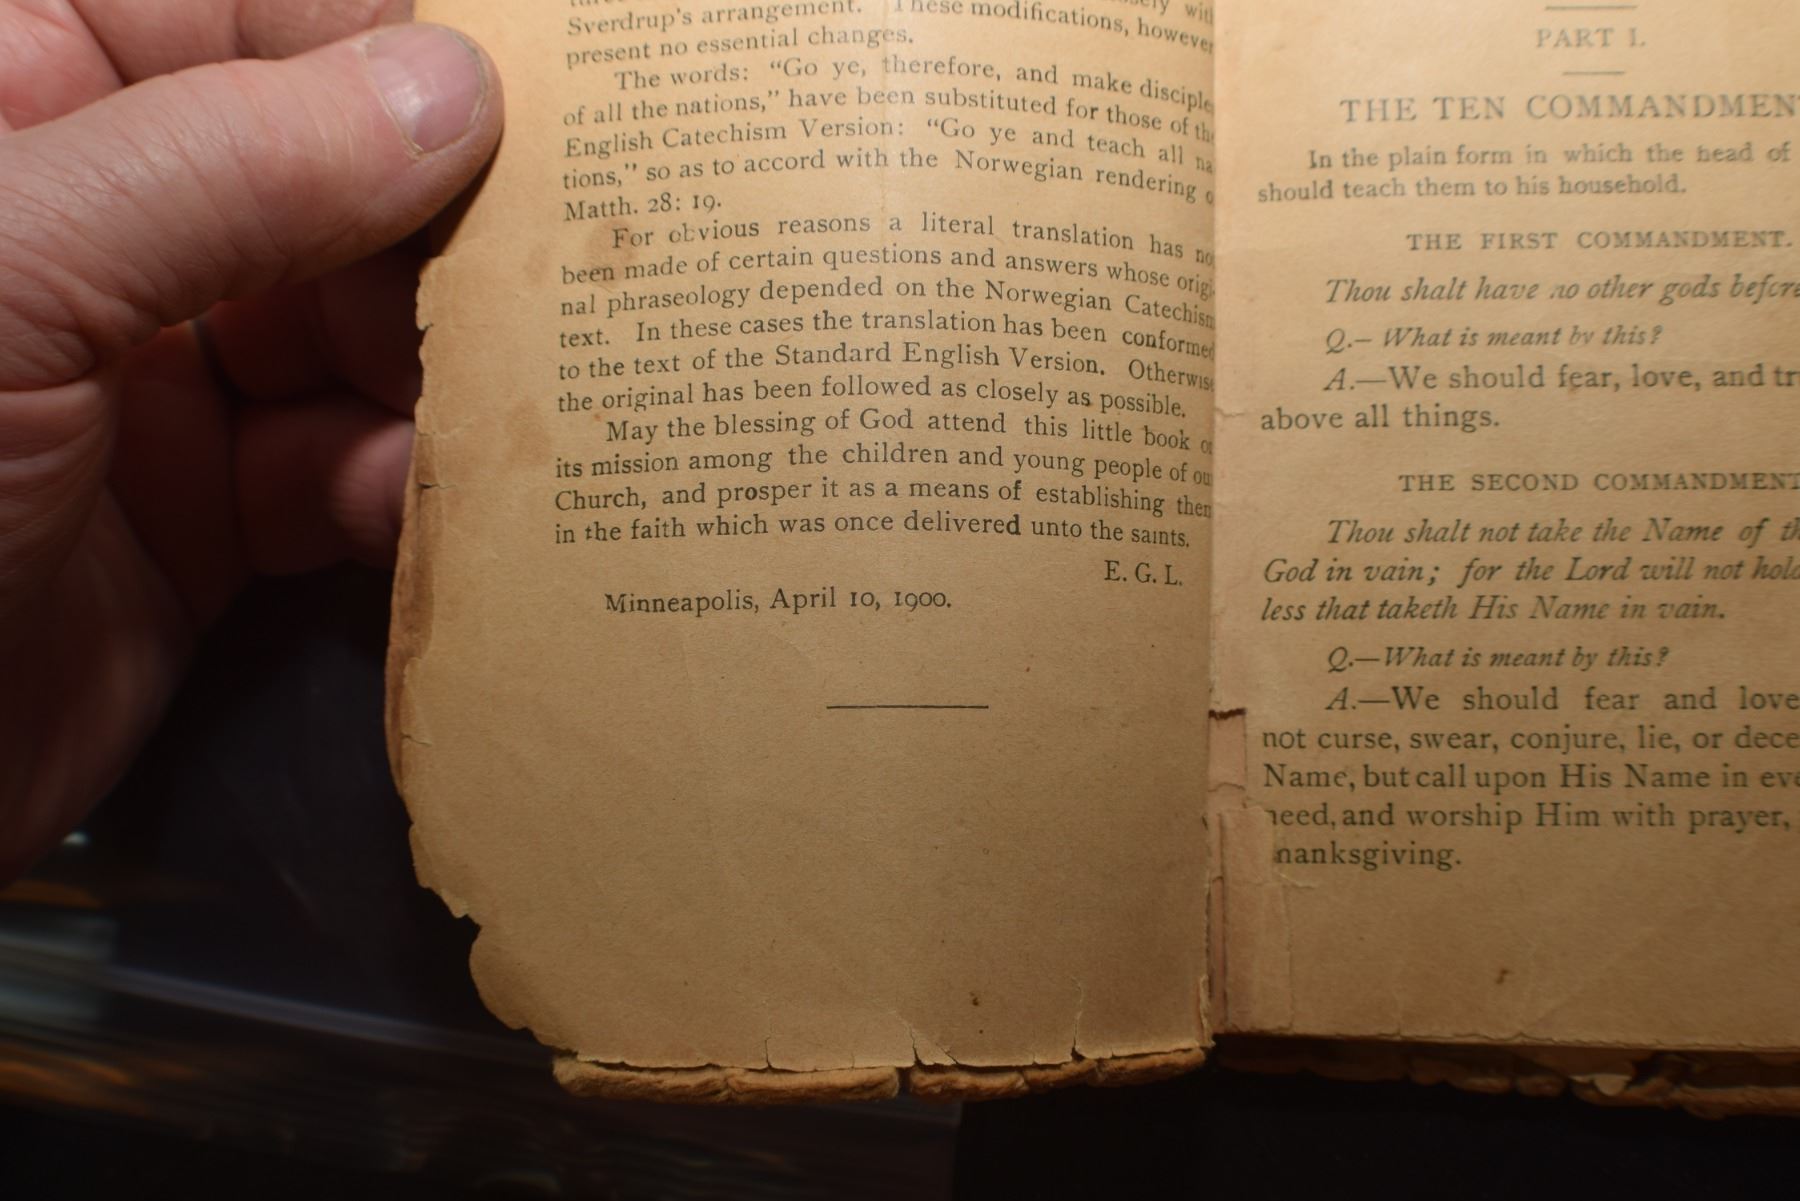 Sverdrup's arrangement. These modifications, however
present no essential changes.
The words: "Go ye, therefore, and make disciple
of all the nations," have been substituted for those of th
English Catechism Version: "Go ye and teach all na
tions," so as to accord with the Norwegian rendering o
Matth. 28: 19.
For obvious reasons a literal translation has no
been made of certain questions and answers whose origi-
nal phraseology depended on the Norwegian Catechism
text. In these cases the translation has been conformed
to the text of the Standard English Version. Otherwise
the original has been followed as closely as possible.
May the blessing of God attend this little book o
its mission among the children and young people of ou
Church, and prosper it as a means of establishing then
in the faith which was once delivered unto the saints.
E. G. L.
Minneapolis, April 10, 1900.
PART I.
THE TEN COMMANDMEN
In the plain form in which the head of
should teach them to his household.
THE FIRST COMMANDMENT.
Thou shalt have no other gods before
Q.— What is meant by this?
A.—We should fear, love, and tr
above all things.
THE SECOND COMMANDMENT
Thou shalt not take the Name of th
God in vain; for the Lord will not hold
less that taketh His Name in vain.
Q.—What is meant by this?
A.—We should fear and love
not curse, swear, conjure, lie, or dece
Name, but call upon His Name in eve
need, and worship Him with prayer,
hanksgiving.